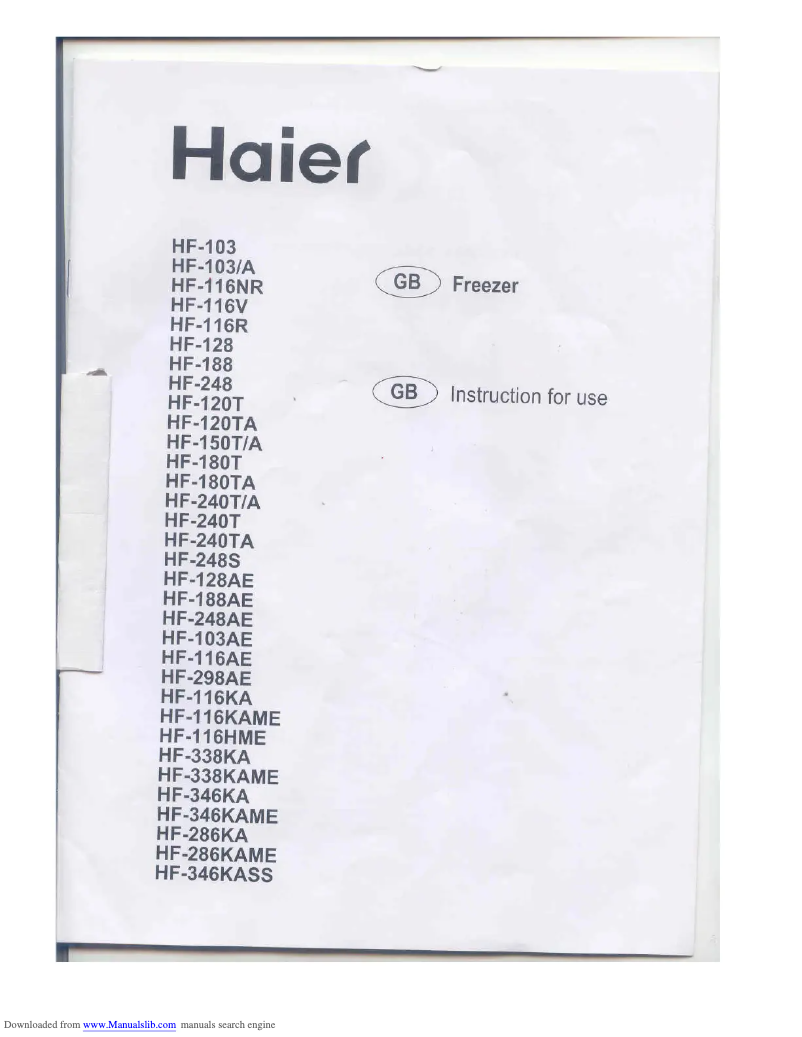 Haier
HF-103
HF-103/A
HF-116NR
HF-116V
HF-116R
HF-128
HF-188
HF-248
HF-120T
HF-120TA
HF-150T/A
HF-180T
HF-180TA
HF-240T/A
HF-240T
HF-240TA
HF-248S
HF-128AE
HF-188AE
HF-248AE
HF-103AE
HF-116AE
HF-298AE
HF-116KA
HF-116KAME
HF-116HME
HF-338KA
HF-338KAME
HF-346KA
HF-346KAME
HF-286KA
HF-286KAME
HF-346KASS
GB Freezer
GB Instruction for use
Downloaded from www.Manualslib.com manuals search engine